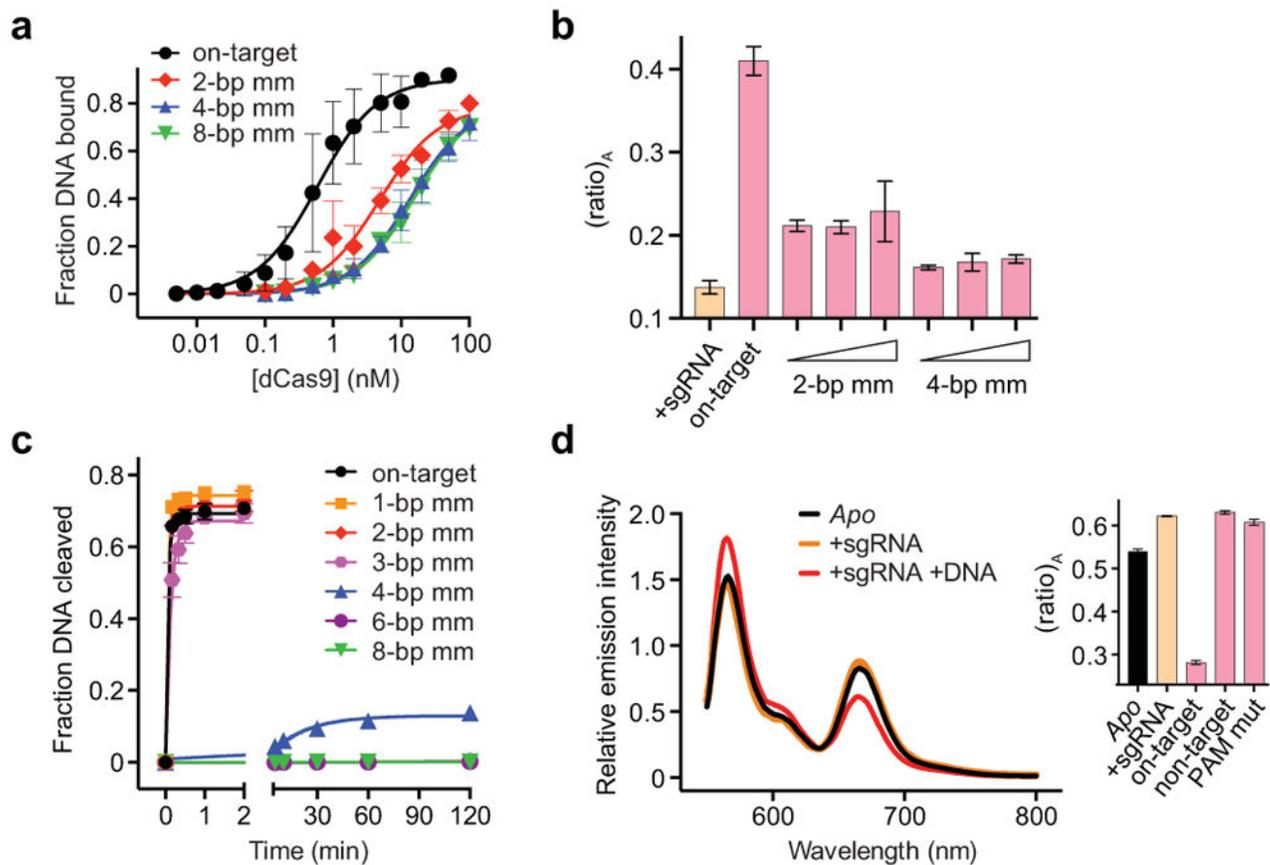 a
on-target
2-bp mm
4-bp mm
8-bp mm
Fraction DNA bound
0.8
0.6
0.4
0.2
0
0.01 0.1 1 10 100
[dCas9] (nM)
b
(ratio)A
0.4
0.3
0.2
0.1
+sgRNA
on-target
2-bp mm
4-bp mm
c
Fraction DNA cleaved
0.8
0.6
0.4
0.2
0
on-target
1-bp mm
2-bp mm
3-bp mm
4-bp mm
6-bp mm
8-bp mm
0 1 2 30 60 90 120
Time (min)
d
Relative emission intensity
2.0
1.5
1.0
0.5
0
Apo
+sgRNA
+sgRNA +DNA
600 700 800
Wavelength (nm)
(ratio)A
0.6
0.5
0.4
0.3
Apo
+sgRNA
on-target
non-target
PAM mut